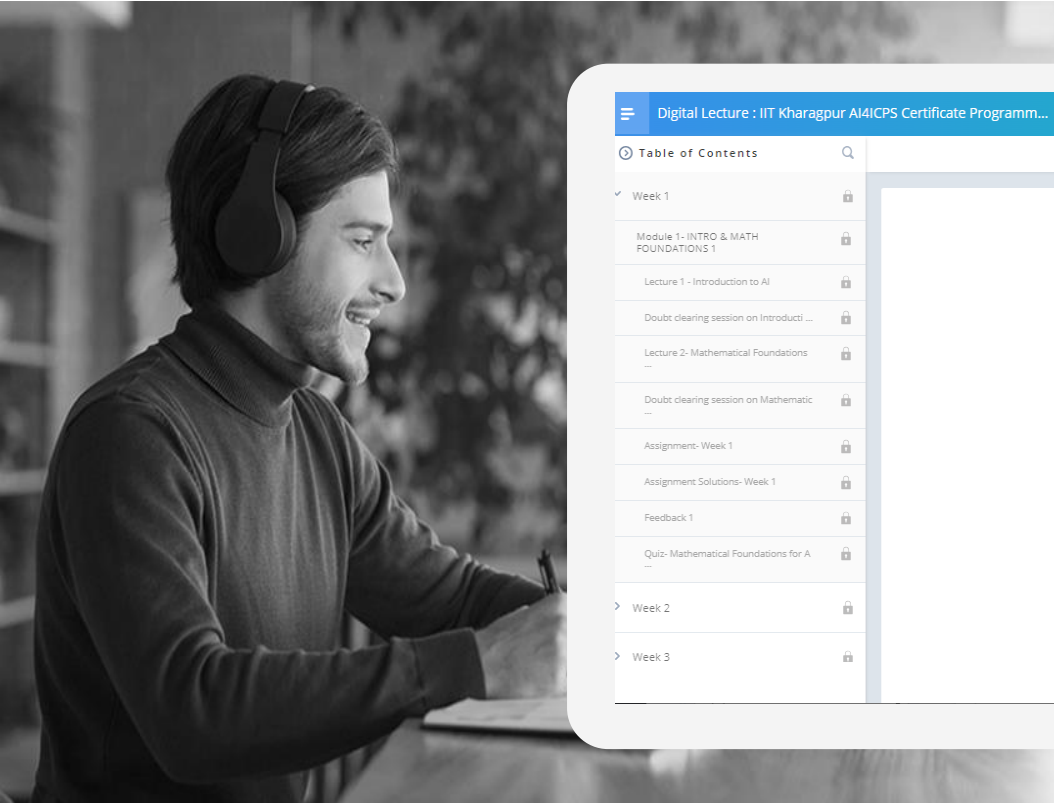 Digital Lecture : IIT Kharagpur AI4ICPS Certificate Programm...
Table of Contents
Week 1
Module 1- INTRO & MATH
FOUNDATIONS 1
Lecture 1 - Introduction to AI
Doubt clearing session on Introducti ...
Lecture 2- Mathematical Foundations
...
Doubt clearing session on Mathematic
...
Assignment- Week 1
Assignment Solutions- Week 1
Feedback 1
Quiz- Mathematical Foundations for A
...
Week 2
Week 3